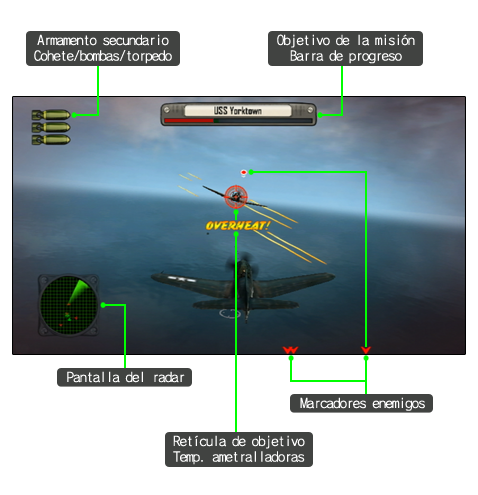 Armamento secundario
Cohete/bombas/torpedo
Objetivo de la misión
Barra de progreso
USS Yorktown
OVERHEAT!
Pantalla del radar
Marcadores enemigos
Retícula de objetivo
Temp. ametralladoras